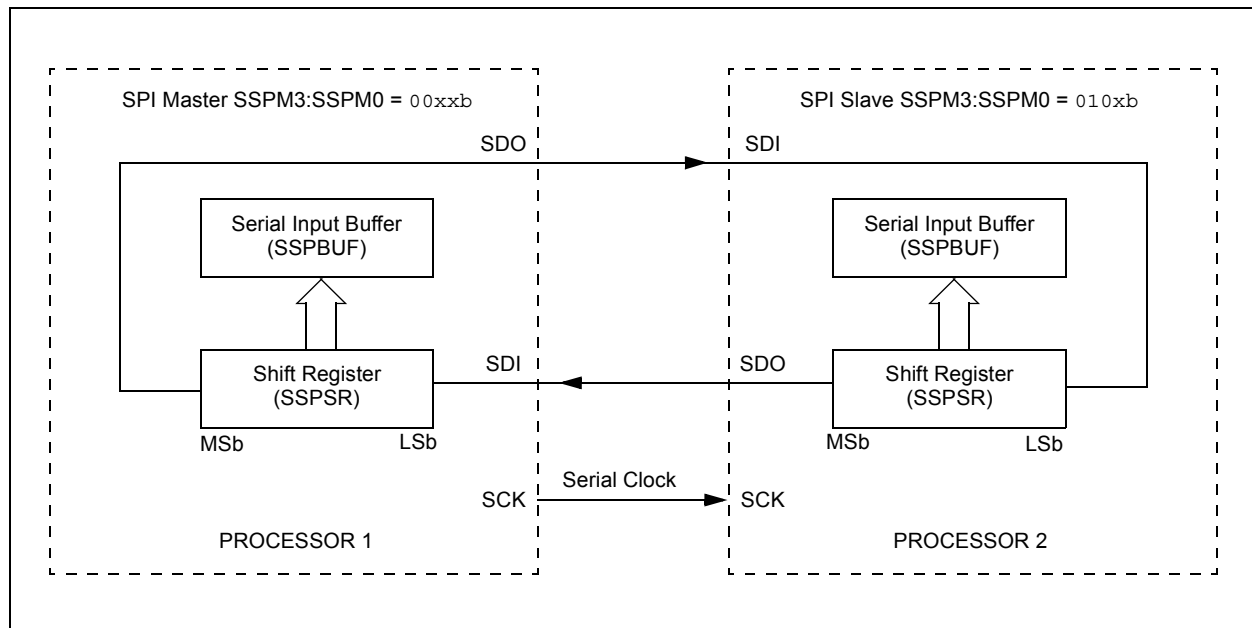 SPI Master SSPM3:SSPM0 = 00xxb
SDO
Serial Input Buffer
(SSPBUF)
Shift Register
(SSPSR)
MSb
LSb
SDI
SCK
PROCESSOR 1
Serial Clock
SPI Slave SSPM3:SSPM0 = 010xb
SDI
Serial Input Buffer
(SSPBUF)
SDO
Shift Register
(SSPSR)
MSb
LSb
SCK
PROCESSOR 2